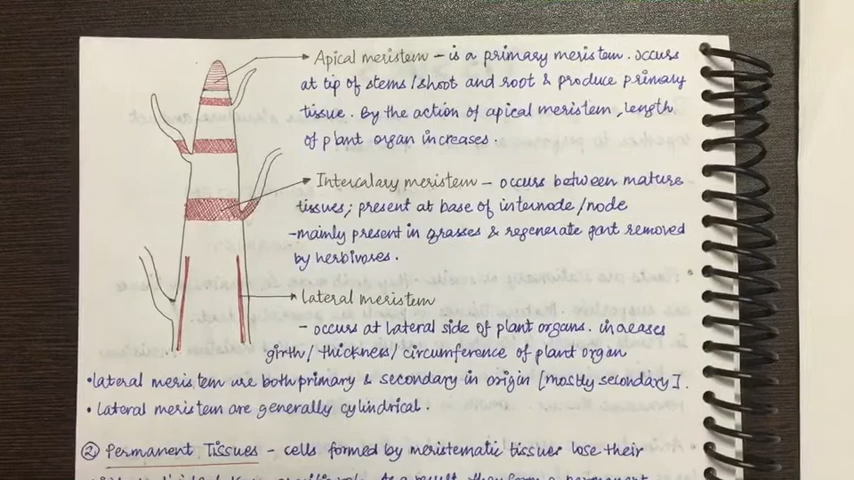 Apical meristem - is a primary meristem. occurs
at tip of stems/shoot and root & produce primary
tissue. By the action of apical meristem, length
of plant organ increases.
Intercalary meristem - occurs between mature
tissues; present at base of internode/node
-mainly present in grasses & regenerate part removed
by herbivores.
Lateral meristem
- occurs at lateral side of plant organs. increases
girth/thickness/circumference of plant organ
• lateral meristem are both primary & secondary in origin [mostly secondary].
• Lateral meristem are generally cylindrical.
② Permanent Tissues - cells formed by meristematic tissues lose their